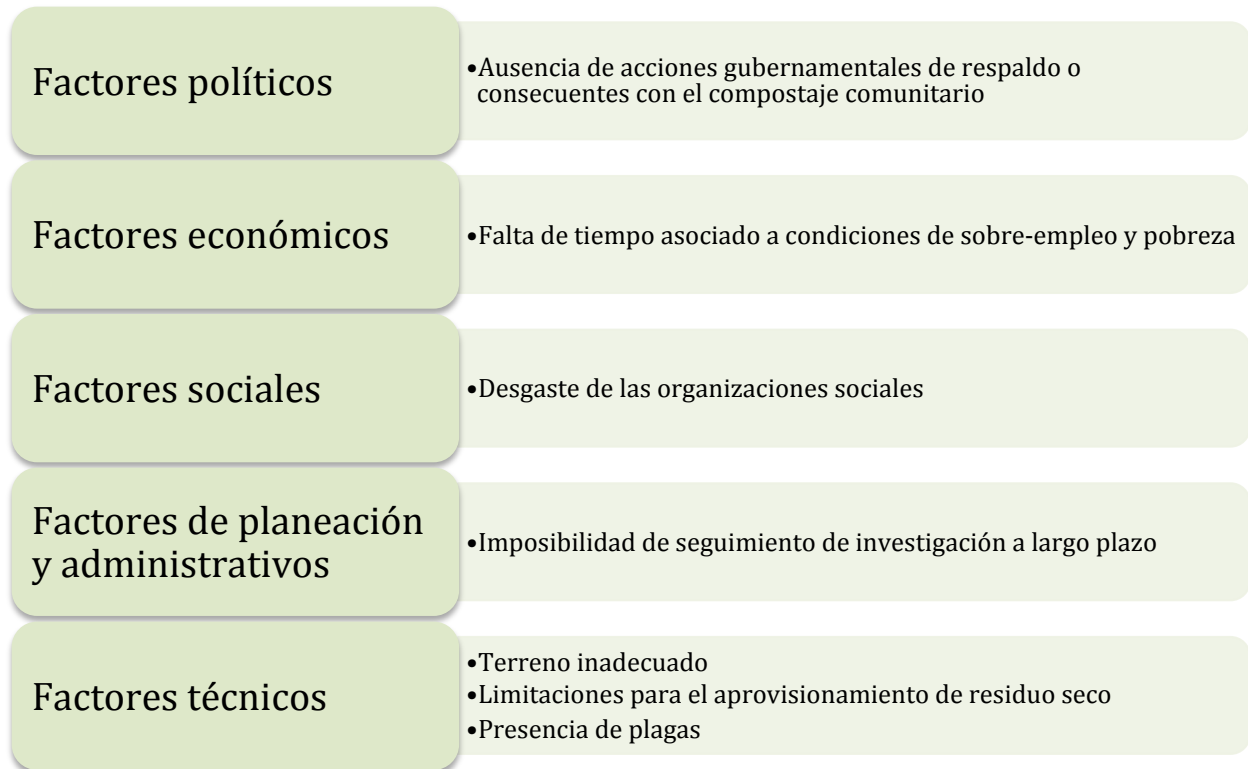 Factores políticos
•Ausencia de acciones gubernamentales de respaldo o
consecuentes con el compostaje comunitario
Factores económicos
•Falta de tiempo asociado a condiciones de sobre-empleo y pobreza
Factores sociales
•Desgaste de las organizaciones sociales
Factores de planeación
y administrativos
•Imposibilidad de seguimiento de investigación a largo plazo
Factores técnicos
•Terreno inadecuado
•Limitaciones para el aprovisionamiento de residuo seco
•Presencia de plagas